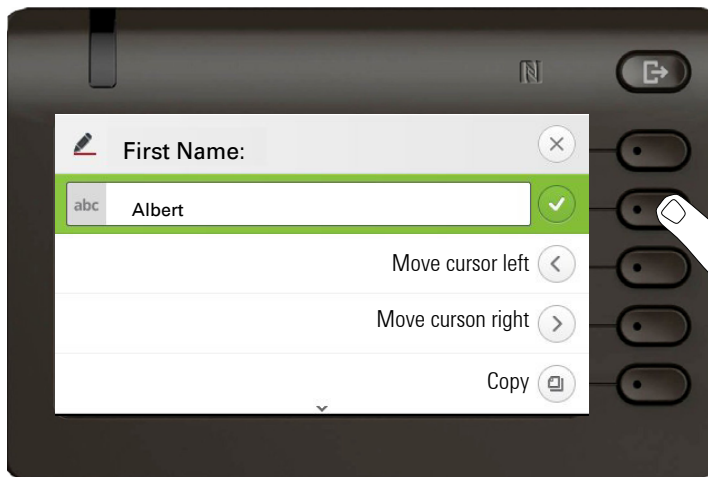 First Name:
abc Albert
Move cursor left
Move curson right
Copy